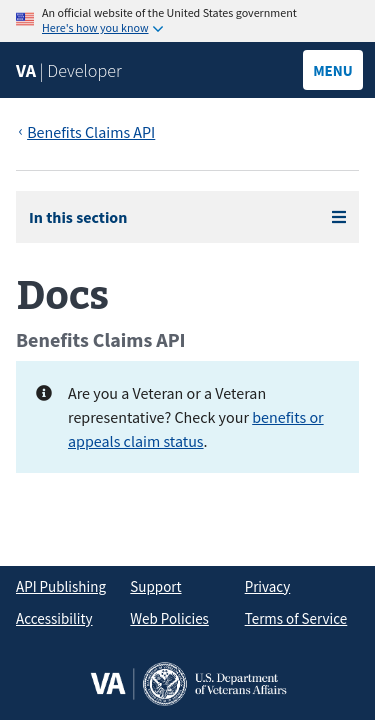 An official website of the United States government
Here's how you know
VA | Developer
MENU
‹ Benefits Claims API
In this section
Docs
Benefits Claims API
Are you a Veteran or a Veteran
representative? Check your benefits or
appeals claim status.
API Publishing
Support
Privacy
Accessibility
Web Policies
Terms of Service
VA
U.S. Department
of Veterans Affairs